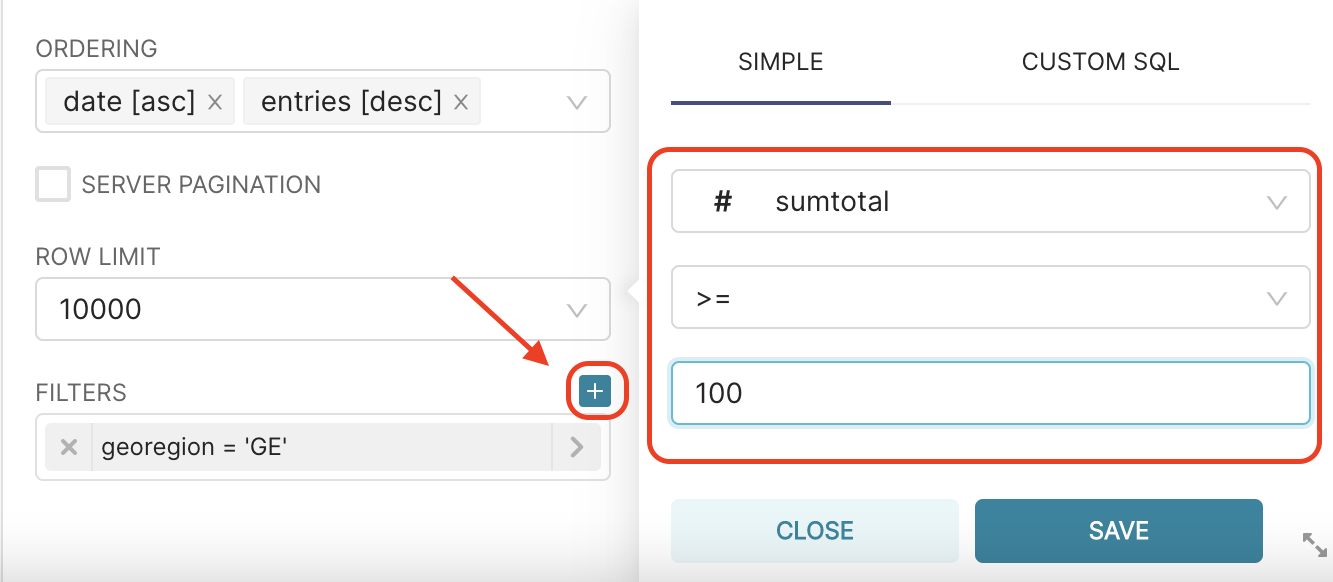 ORDERING
date [asc] × entries [desc] ×
SERVER PAGINATION
ROW LIMIT
10000
FILTERS
+
× georegion = 'GE' >
SIMPLE CUSTOM SQL
# sumtotal
>=
100
CLOSE SAVE